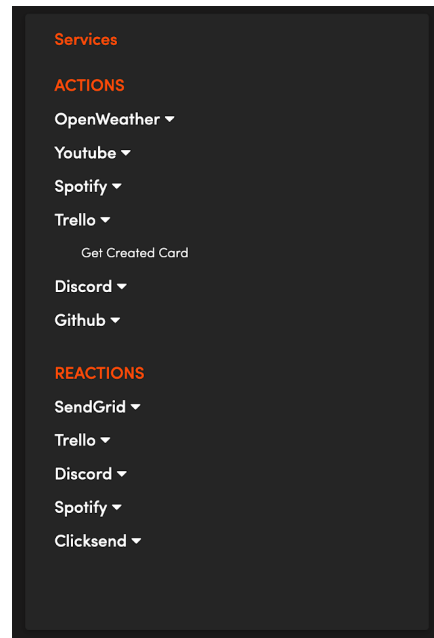 Services
ACTIONS
OpenWeather
Youtube
Spotify
Trello
Get Created Card
Discord
Github
REACTIONS
SendGrid
Trello
Discord
Spotify
Clicksend